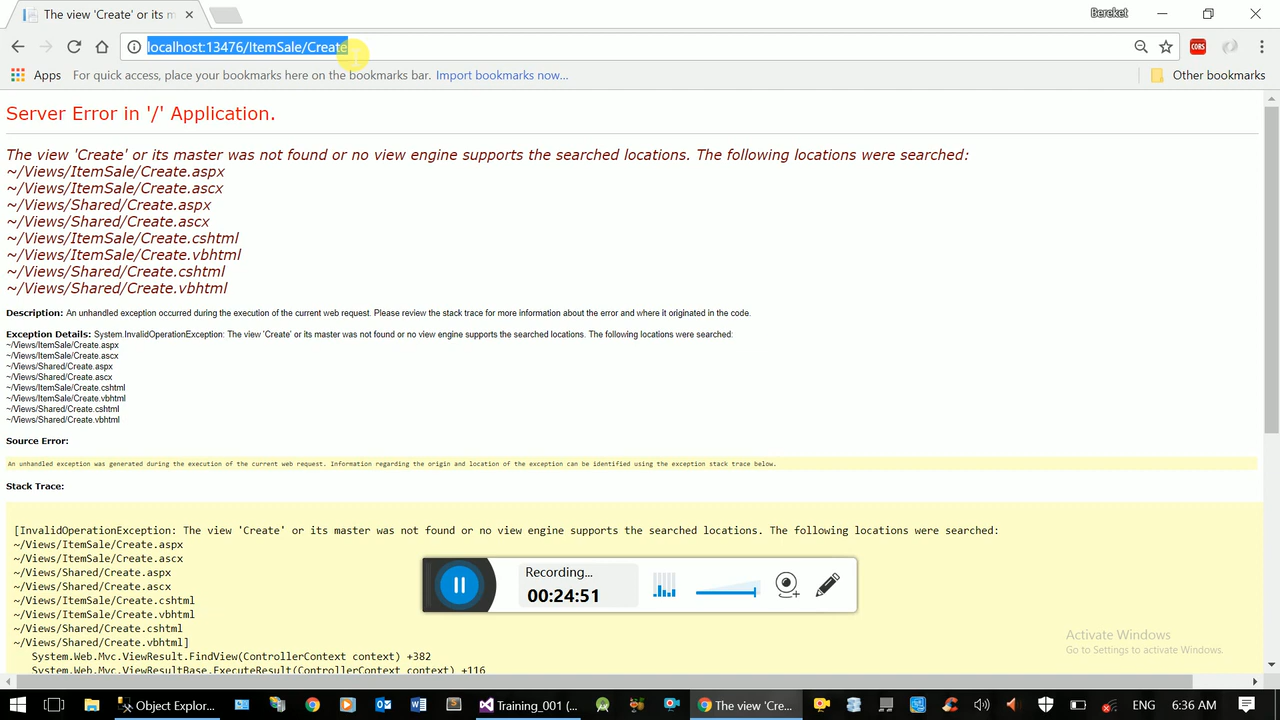 The view 'Create' or its m
Bereket
localhost:13476/ItemSale/Create
CORS
Apps
For quick access, place your bookmarks here on the bookmarks bar. Import bookmarks now...
Other bookmarks
Server Error in '/' Application.
The view 'Create' or its master was not found or no view engine supports the searched locations. The following locations were searched:
~/Views/ItemSale/Create.aspx
~/Views/ItemSale/Create.ascx
~/Views/Shared/Create.aspx
~/Views/Shared/Create.ascx
~/Views/ItemSale/Create.cshtml
~/Views/ItemSale/Create.vbhtml
~/Views/Shared/Create.cshtml
~/Views/Shared/Create.vbhtml
Description: An unhandled exception occurred during the execution of the current web request. Please review the stack trace for more information about the error and where it originated in the code.
Exception Details: System.InvalidOperationException: The view 'Create' or its master was not found or no view engine supports the searched locations. The following locations were searched:
~/Views/ItemSale/Create.aspx
~/Views/ItemSale/Create.ascx
~/Views/Shared/Create.aspx
~/Views/Shared/Create.ascx
~/Views/ItemSale/Create.cshtml
~/Views/ItemSale/Create.vbhtml
~/Views/Shared/Create.cshtml
~/Views/Shared/Create.vbhtml
Source Error:
An unhandled exception was generated during the execution of the current web request. Information regarding the origin and location of the exception can be identified using the exception stack trace below.
Stack Trace:
[InvalidOperationException: The view 'Create' or its master was not found or no view engine supports the searched locations. The following locations were searched:
~/Views/ItemSale/Create.aspx
~/Views/ItemSale/Create.ascx
~/Views/Shared/Create.aspx
~/Views/Shared/Create.ascx
~/Views/ItemSale/Create.cshtml
~/Views/ItemSale/Create.vbhtml
~/Views/Shared/Create.cshtml
~/Views/Shared/Create.vbhtml]
System.Web.Mvc.ViewResult.FindView(ControllerContext context) +382
System.Web.Mvc.ViewResultBase.ExecuteResult(ControllerContext context) +116
Recording...
00:24:51
Activate Windows
Go to Settings to activate Windows.
Object Explor...
Training_001 (...
The view 'Cre...
ENG
6:36 AM